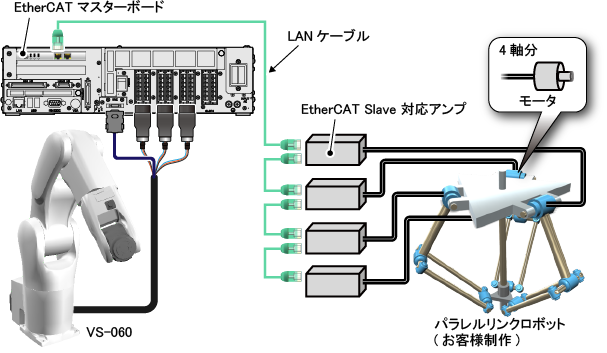 EtherCAT マスターボード
LAN ケーブル
4 軸分
モータ
EtherCAT Slave 対応アンプ
VS-060
パラレルリンクロボット
( お客様制作 )